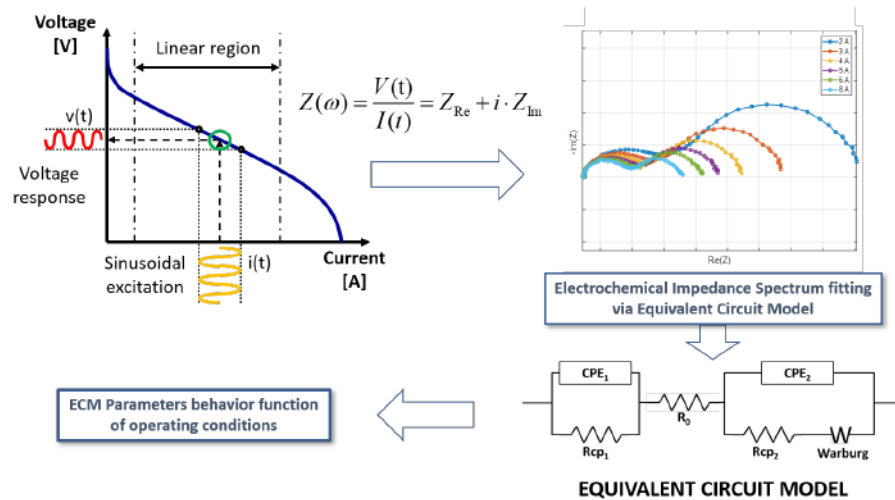 Voltage
[V]
Linear region
v(t)
Voltage
response
Sinusoidal
excitation
i(t)
Current
[A]
Z(ω) = V(t) / I(t) = Z_Re + i · Z_Im
2 A
3 A
4 A
5 A
6 A
8 A
-Im(Z)
Re(Z)
Electrochemical Impedance Spectrum fitting
via Equivalent Circuit Model
CPE₁
CPE₂
R₀
Rcp₁
Rcp₂
Warburg
EQUIVALENT CIRCUIT MODEL
ECM Parameters behavior function
of operating conditions